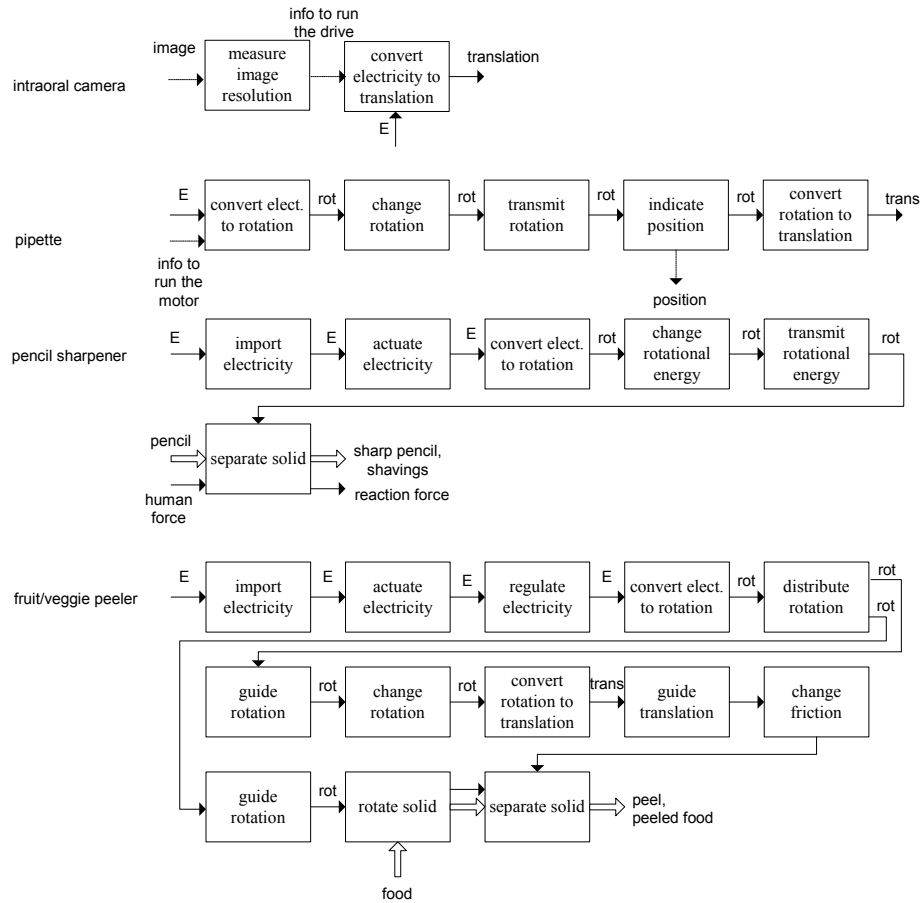 info to run
the drive
image
measure
image
resolution
convert
electricity to
translation
translation
intraoral camera
E
E
convert elect.
to rotation
rot
change
rotation
rot
transmit
rotation
rot
indicate
position
rot
convert
rotation to
translation
trans
pipette
info to
run the
motor
position
pencil sharpener
E
import
electricity
E
actuate
electricity
E
convert elect.
to rotation
rot
change
rotational
energy
rot
transmit
rotational
energy
rot
pencil
separate solid
sharp pencil,
shavings
human
force
reaction force
fruit/veggie peeler
E
import
electricity
E
actuate
electricity
E
regulate
electricity
E
convert elect.
to rotation
rot
distribute
rotation
rot
rot
guide
rotation
rot
change
rotation
rot
convert
rotation to
translation
trans
guide
translation
change
friction
guide
rotation
rot
rotate solid
separate solid
peel,
peeled food
food